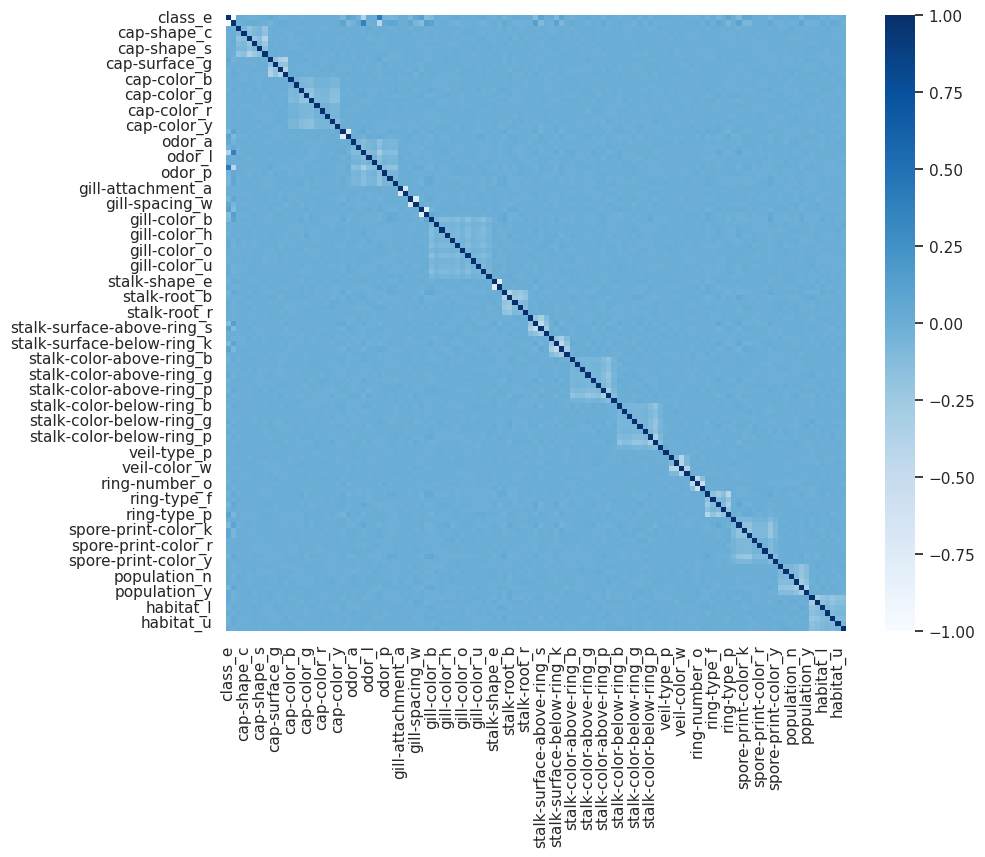 class_e
cap-shape_c
cap-shape_s
cap-surface_g
cap-color_b
cap-color_g
cap-color_r
cap-color_y
odor_a
odor_l
odor_p
gill-attachment_a
gill-spacing_w
gill-color_b
gill-color_h
gill-color_o
gill-color_u
stalk-shape_e
stalk-root_b
stalk-root_r
stalk-surface-above-ring_s
stalk-surface-below-ring_k
stalk-color-above-ring_b
stalk-color-above-ring_g
stalk-color-above-ring_p
stalk-color-below-ring_b
stalk-color-below-ring_g
stalk-color-below-ring_p
veil-type_p
veil-color_w
ring-number_o
ring-type_f
ring-type_p
spore-print-color_k
spore-print-color_r
spore-print-color_y
population_n
population_y
habitat_l
habitat_u
class_e
cap-shape_c
cap-shape_s
cap-surface_g
cap-color_b
cap-color_g
cap-color_r
cap-color_y
odor_a
odor_l
odor_p
gill-attachment_a
gill-spacing_w
gill-color_b
gill-color_h
gill-color_o
gill-color_u
stalk-shape_e
stalk-root_b
stalk-root_r
stalk-surface-above-ring_s
stalk-surface-below-ring_k
stalk-color-above-ring_b
stalk-color-above-ring_g
stalk-color-above-ring_p
stalk-color-below-ring_b
stalk-color-below-ring_g
stalk-color-below-ring_p
veil-type_p
veil-color_w
ring-number_o
ring-type_f
ring-type_p
spore-print-color_k
spore-print-color_r
spore-print-color_y
population_n
population_y
habitat_l
habitat_u
1.00
0.75
0.50
0.25
0.00
−0.25
−0.50
−0.75
−1.00